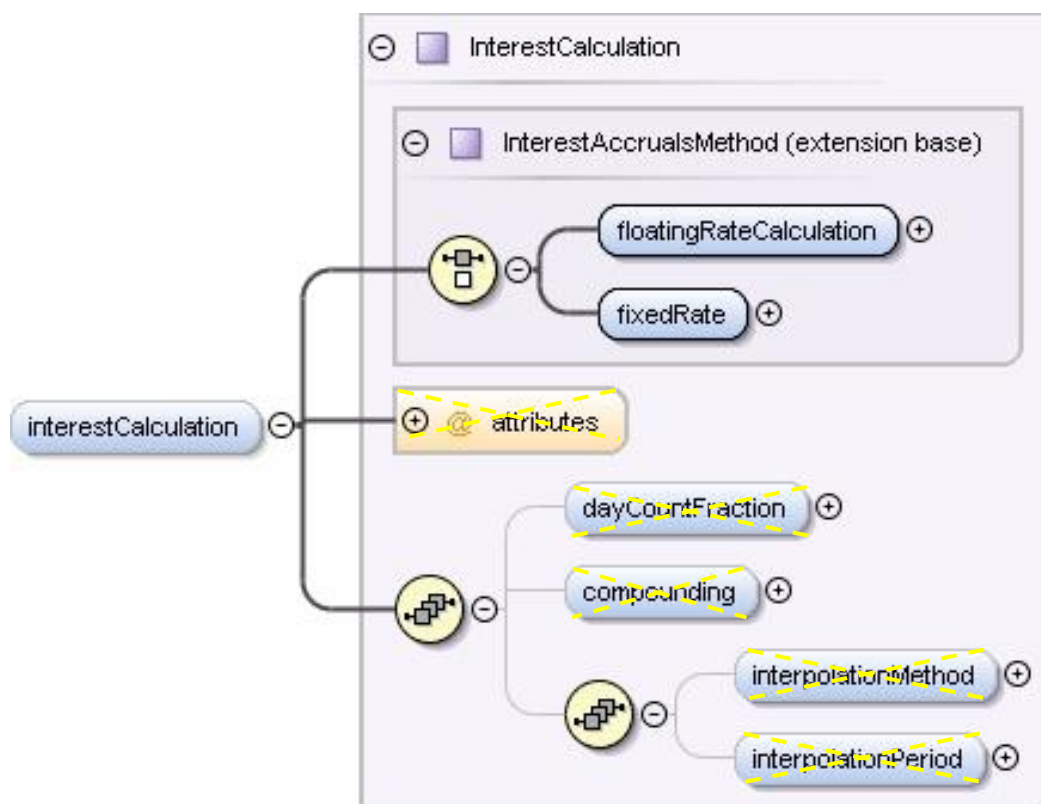 InterestCalculation
InterestAccrualsMethod (extension base)
floatingRateCalculation
fixedRate
interestCalculation
@ attributes
dayCountFraction
compounding
interpolationMethod
interpolationPeriod